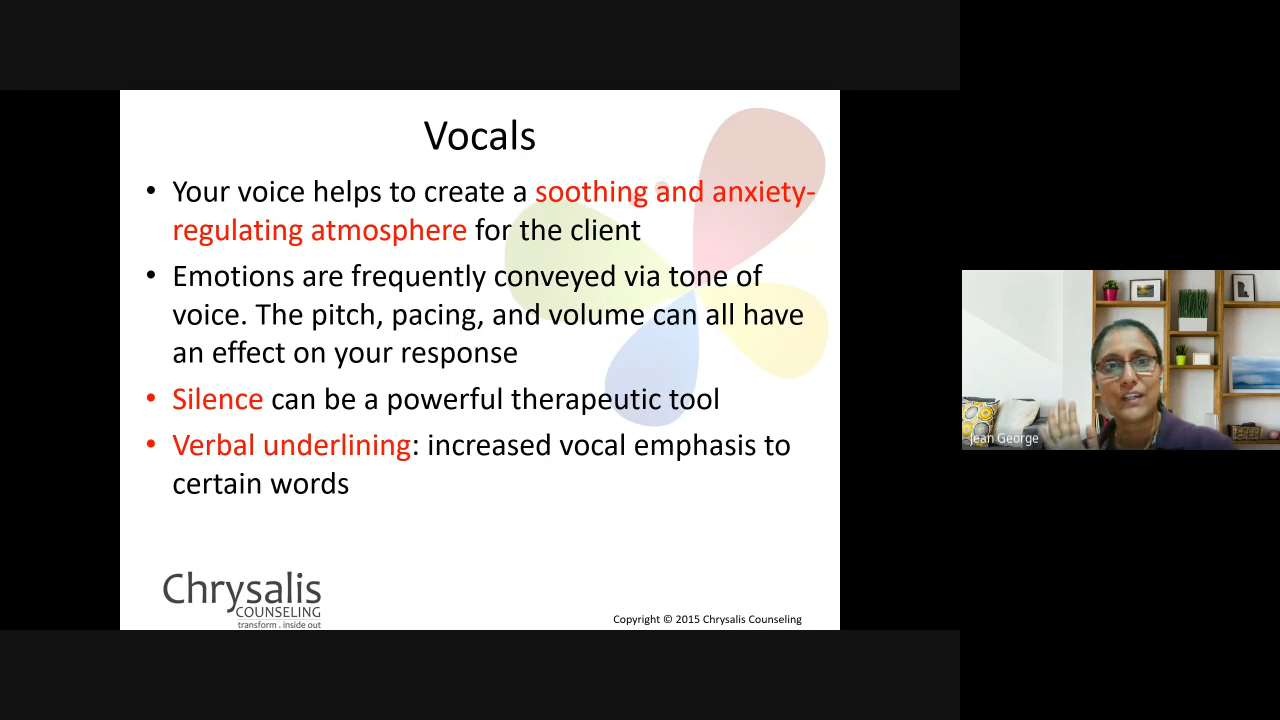 Vocals
• Your voice helps to create a soothing and anxiety-
regulating atmosphere for the client
• Emotions are frequently conveyed via tone of
voice. The pitch, pacing, and volume can all have
an effect on your response
• Silence can be a powerful therapeutic tool
• Verbal underlining: increased vocal emphasis to
certain words
Chrysalis
COUNSELING
transform . inside out
Copyright © 2015 Chrysalis Counseling
Jean George